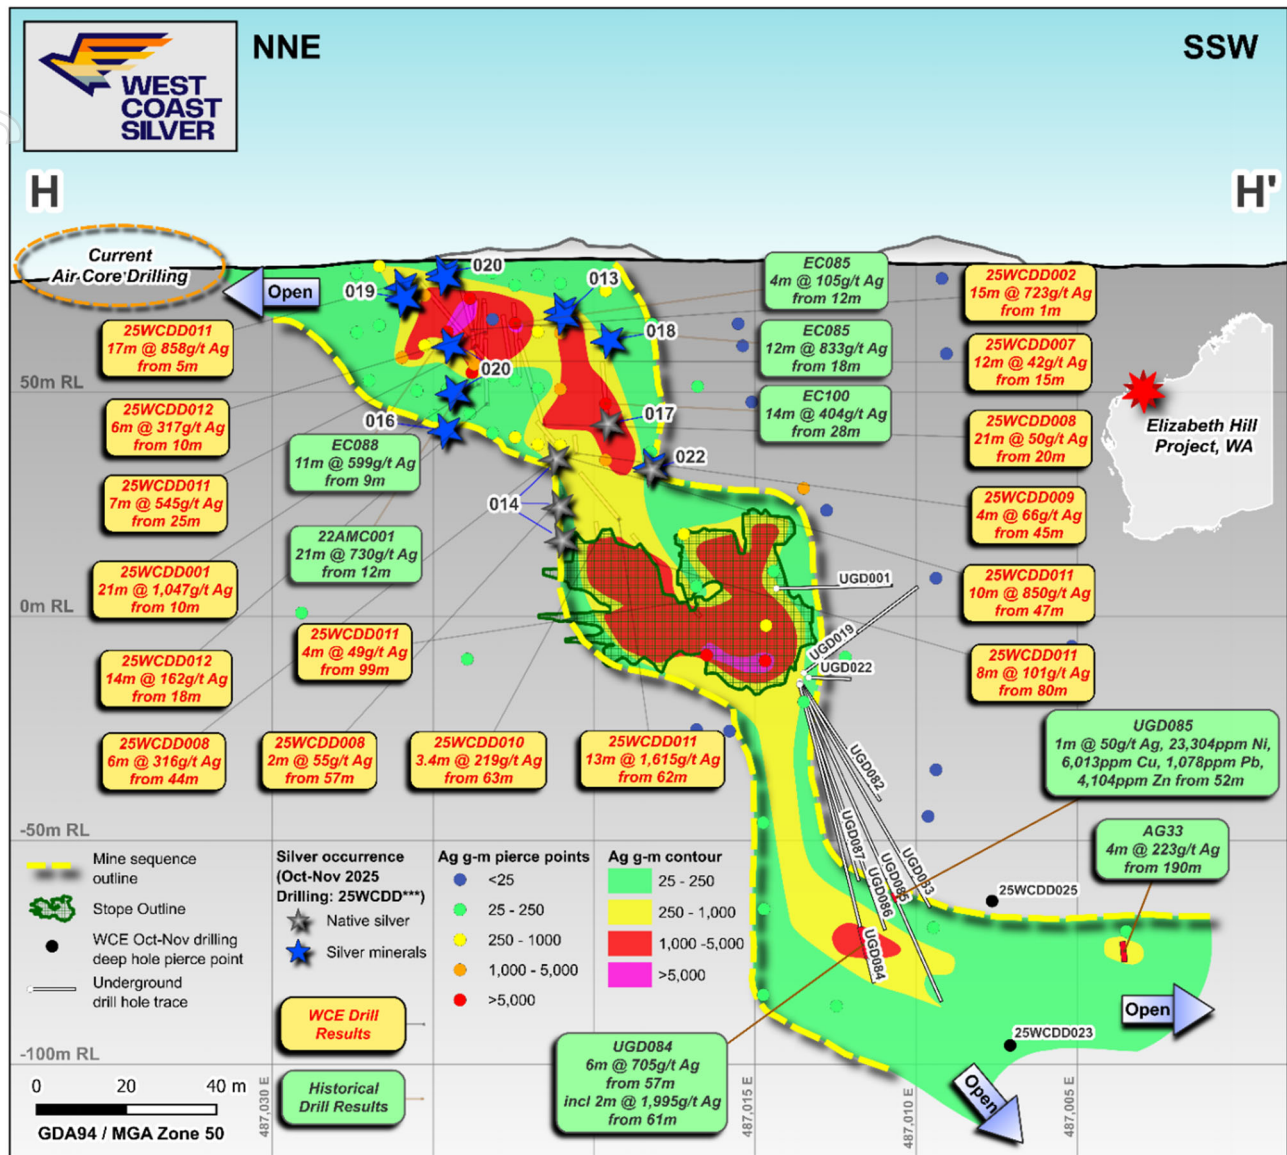 WEST
COAST
SILVER
NNE
SSW
H
H'
Current
Air Core Drilling
Open
019
020
013
018
020
016
017
022
014
50m RL
0m RL
-50m RL
-100m RL
25WCDD011
17m @ 858g/t Ag
from 5m
25WCDD012
6m @ 317g/t Ag
from 10m
25WCDD011
7m @ 545g/t Ag
from 25m
25WCDD001
21m @ 1,047g/t Ag
from 10m
25WCDD012
14m @ 162g/t Ag
from 18m
25WCDD008
6m @ 316g/t Ag
from 44m
EC088
11m @ 599g/t Ag
from 9m
22AMC001
21m @ 730g/t Ag
from 12m
25WCDD011
4m @ 49g/t Ag
from 99m
25WCDD008
2m @ 55g/t Ag
from 57m
25WCDD010
3.4m @ 219g/t Ag
from 63m
25WCDD011
13m @ 1,615g/t Ag
from 62m
EC085
4m @ 105g/t Ag
from 12m
EC085
12m @ 833g/t Ag
from 18m
EC100
14m @ 404g/t Ag
from 28m
25WCDD002
15m @ 723g/t Ag
from 1m
25WCDD007
12m @ 42g/t Ag
from 15m
25WCDD008
21m @ 50g/t Ag
from 20m
25WCDD009
4m @ 66g/t Ag
from 45m
25WCDD011
10m @ 850g/t Ag
from 47m
25WCDD011
8m @ 101g/t Ag
from 80m
Elizabeth Hill
Project, WA
UGD001
UGD019
UGD022
UGD082
UGD087
UGD085
UGD083
UGD086
UGD084
UGD085
1m @ 50g/t Ag, 23,304ppm Ni,
6,013ppm Cu, 1,078ppm Pb,
4,104ppm Zn from 52m
AG33
4m @ 223g/t Ag
from 190m
25WCDD025
25WCDD023
Open
Open
UGD084
6m @ 705g/t Ag
from 57m
incl 2m @ 1,995g/t Ag
from 61m
Mine sequence
outline
Stope Outline
WCE Oct-Nov drilling
deep hole pierce point
Underground
drill hole trace
Silver occurrence
(Oct-Nov 2025
Drilling: 25WCDD***)
Native silver
Silver minerals
WCE Drill
Results
Historical
Drill Results
Ag g-m pierce points
<25
25 - 250
250 - 1000
1,000 - 5,000
>5,000
Ag g-m contour
25 - 250
250 - 1,000
1,000 -5,000
>5,000
0 20 40 m
GDA94 / MGA Zone 50
487,030 E
487,015 E
487,010 E
487,005 E